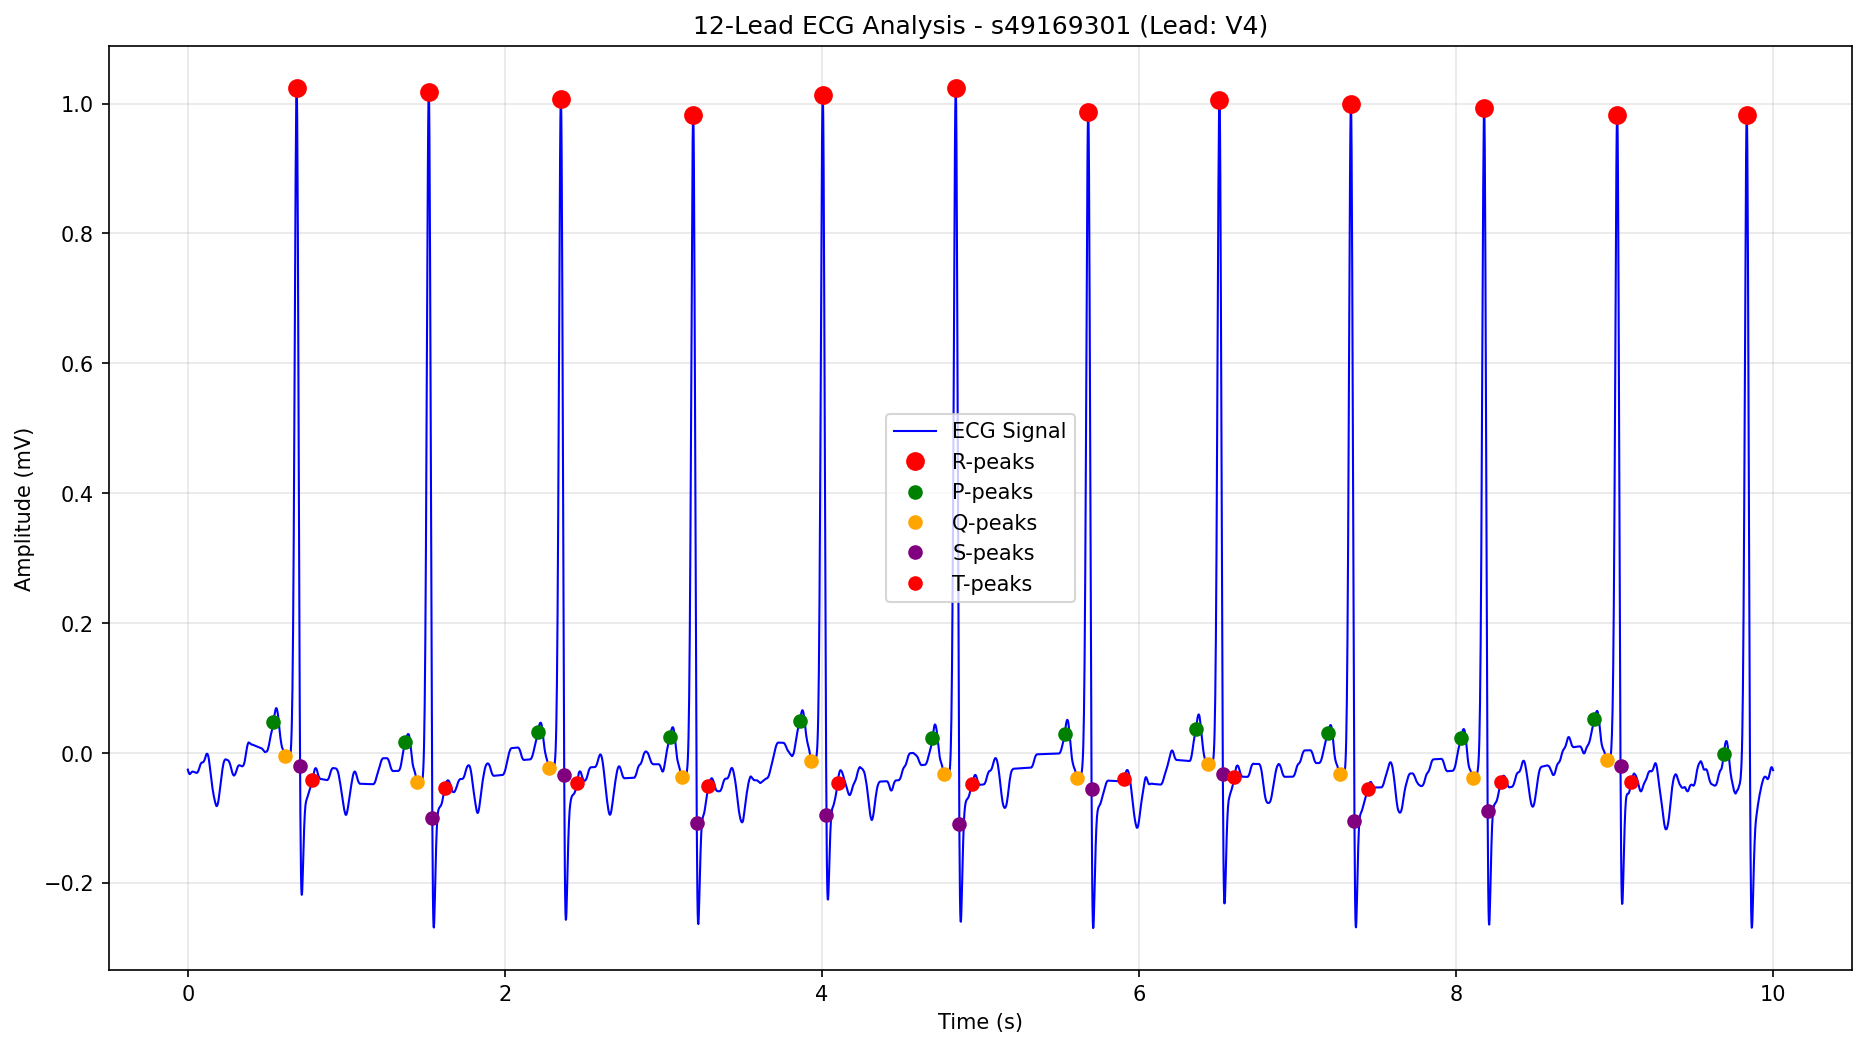 12-Lead ECG Analysis - s49169301 (Lead: V4)
Amplitude (mV)
1.0
0.8
0.6
0.4
0.2
0.0
−0.2
ECG Signal
R-peaks
P-peaks
Q-peaks
S-peaks
T-peaks
0 2 4 6 8 10
Time (s)